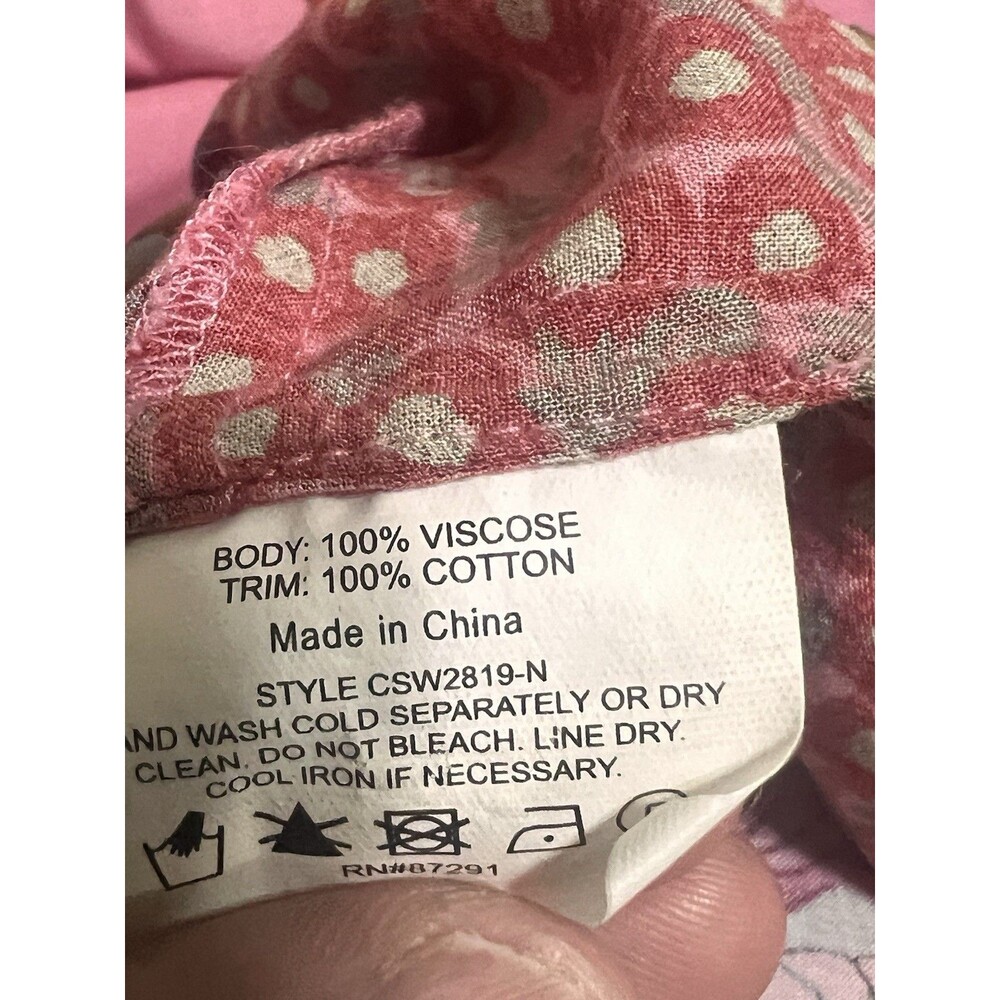 BODY: 100% VISCOSE
TRIM: 100% COTTON
Made in China
STYLE CSW2819-N
ND WASH COLD SEPARATELY OR DRY
CLEAN. DO NOT BLEACH. LINE DRY.
COOL IRON IF NECESSARY.
RN#87291